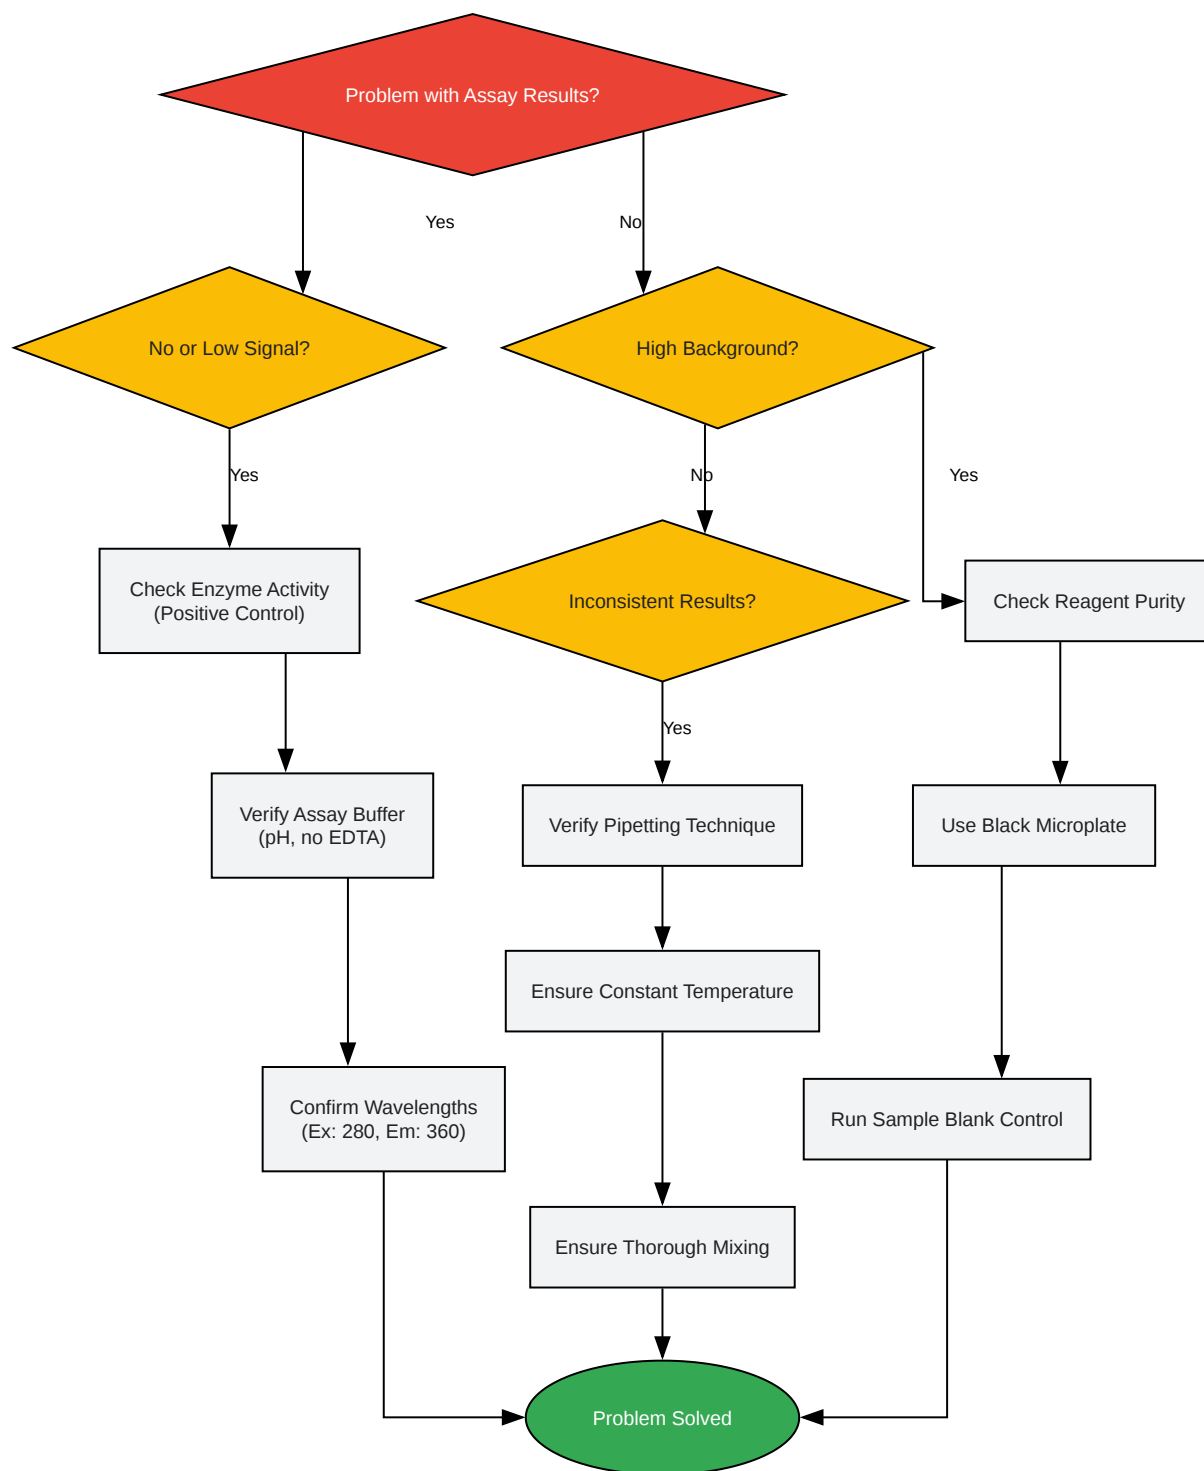 Problem with Assay Results?
Yes
No
No or Low Signal?
High Background?
Yes
No
Yes
Check Enzyme Activity
(Positive Control)
Inconsistent Results?
Check Reagent Purity
Yes
Verify Assay Buffer
(pH, no EDTA)
Verify Pipetting Technique
Use Black Microplate
Ensure Constant Temperature
Confirm Wavelengths
(Ex: 280, Em: 360)
Run Sample Blank Control
Ensure Thorough Mixing
Problem Solved